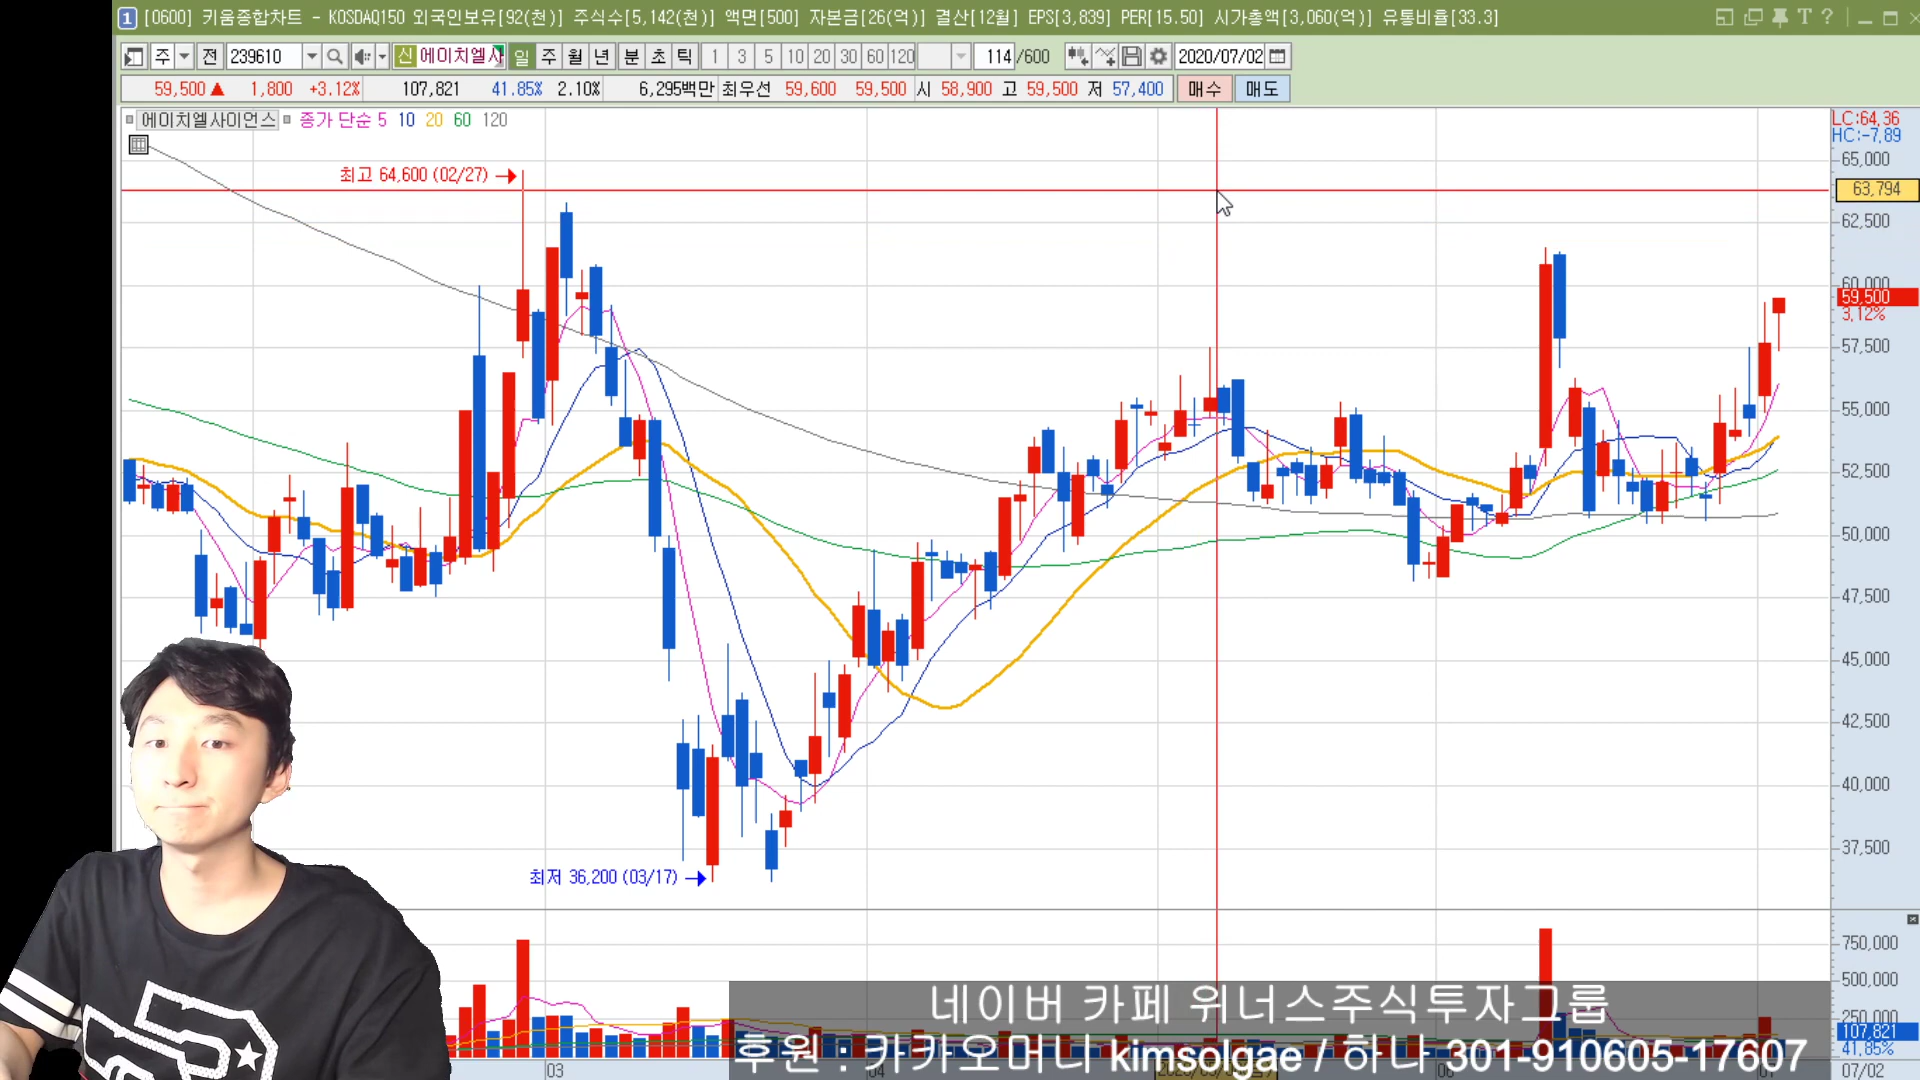 1 [0600] 키움종합차트 - KOSDAQ150 외국인보유[92(천)] 주식수[5,142(천)] 액면[500] 자본금[26(억)] 결산[12월] EPS[3,839] PER[15.50] 시가총액[3,060(억)] 유통비율[33.3]
주 전 239610 신 에이치엘사 일 주 월 년 분 초 틱 1 3 5 10 20 30 60 120 114 /600 2020/07/02
59,500 ▲ 1,800 +3.12% 107,821 41.85% 2.10% 6,295백만 최우선 59,600 59,500 시 58,900 고 59,500 저 57,400 매수 매도
에이치엘사이언스 종가 단순 5 10 20 60 120
LC:64.36
HC:-7.89
65,000
최고 64,600 (02/27) →
63,794
62,500
60,000
59,500
3.12%
57,500
55,000
52,500
50,000
47,500
45,000
42,500
40,000
37,500
최저 36,200 (03/17) →
750,000
500,000
250,000
107,821
41.85%
네이버 카페 위너스주식투자그룹
후원 : 카카오머니 kimsolgae / 하나 301-910605-17607
03
04
07/02